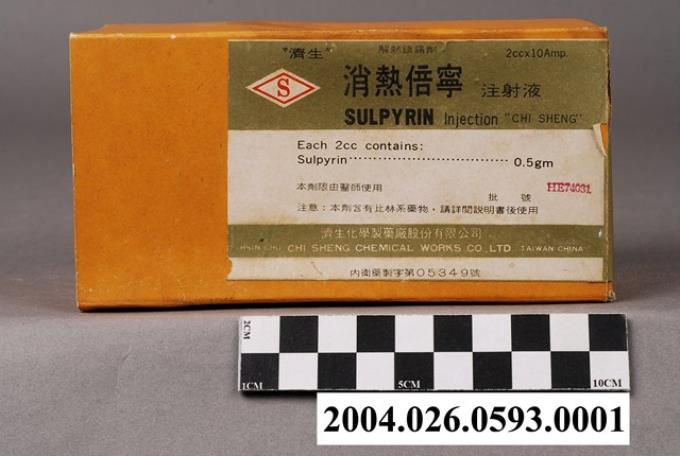 "濟生"
解熱鎮痛劑
2cc×10Amp.
S
消熱倍寧 注射液
SULPYRIN Injection "CHI SHENG"
Each 2cc contains:
Sulpyrin································ 0.5gm
本劑限由醫師使用
批號 HE74031
注意：本劑含有比林系藥物，請詳閱說明書後使用
濟生化學製藥廠股份有限公司
HSIN CHU CHI SHENG CHEMICAL WORKS CO., LTD TAIWAN CHINA
內衛藥製字第05349號
2CM
1CM 5CM 10CM
2004.026.0593.0001